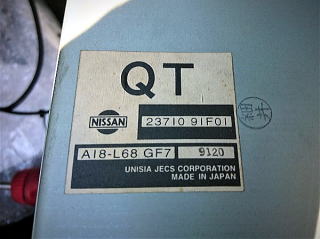 QT
NISSAN 23710 91F01
A18-L68 GF7 9120
UNISIA JECS CORPORATION
MADE IN JAPAN